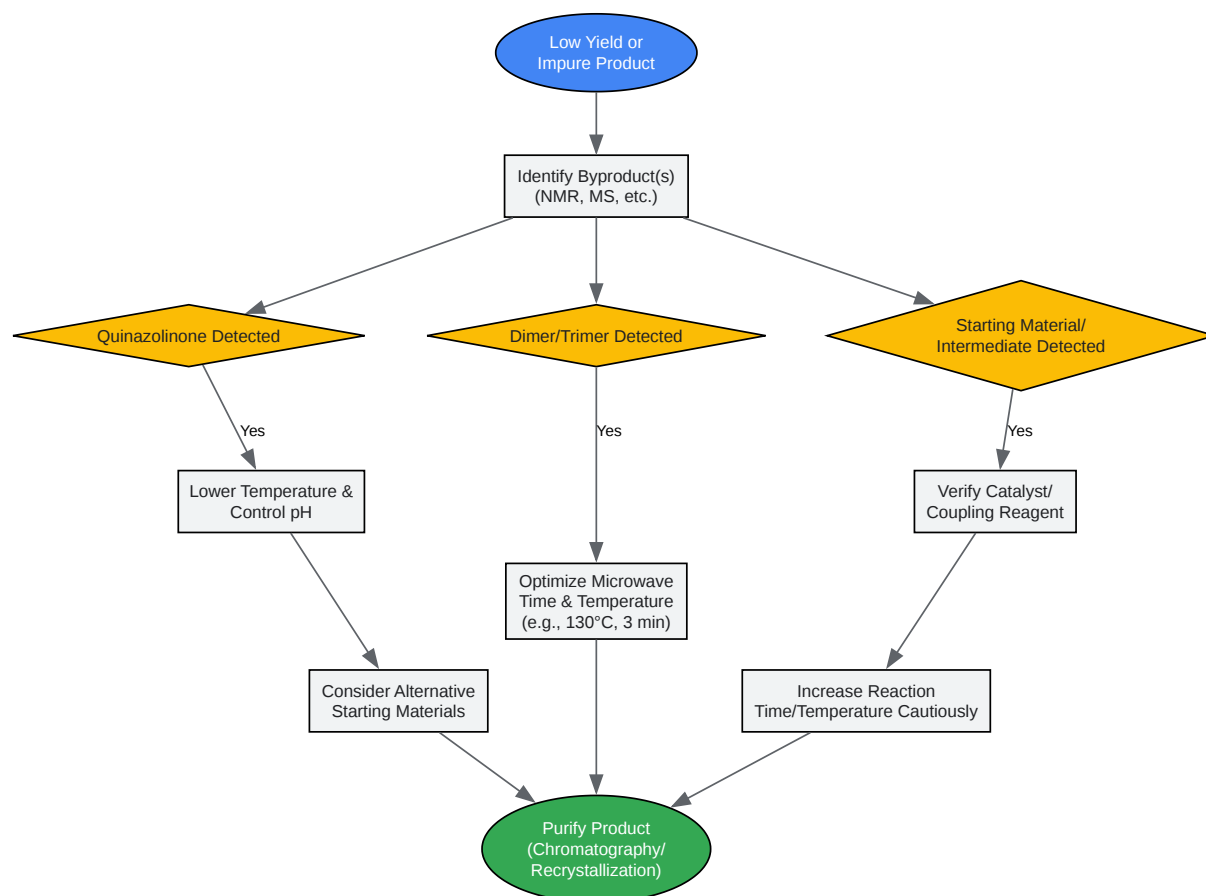 Low Yield or
Impure Product
Identify Byproduct(s)
(NMR, MS, etc.)
Quinazolinone Detected
Dimer/Trimer Detected
Starting Material/
Intermediate Detected
Yes
Yes
Yes
Lower Temperature &
Control pH
Verify Catalyst/
Coupling Reagent
Optimize Microwave
Time & Temperature
(e.g., 130°C, 3 min)
Consider Alternative
Starting Materials
Increase Reaction
Time/Temperature Cautiously
Purify Product
(Chromatography/
Recrystallization)